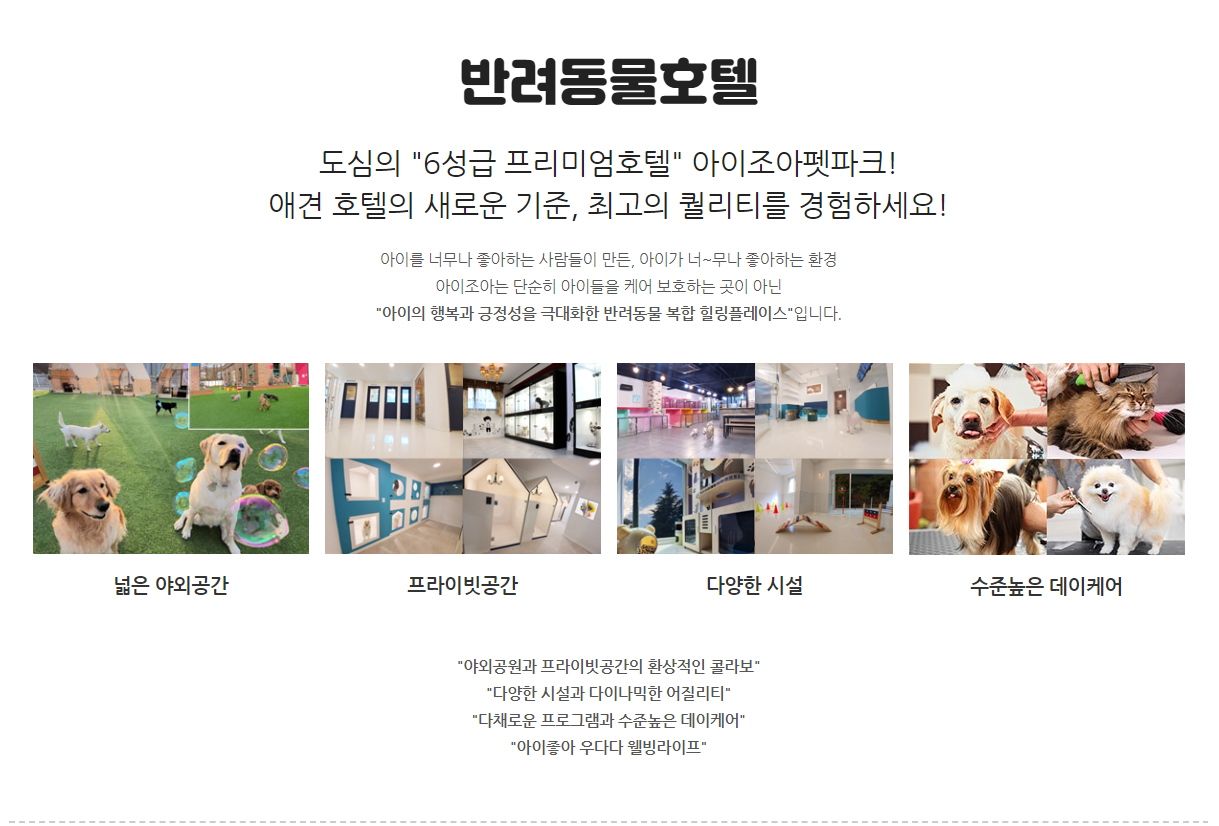 반려동물호텔
도심의 "6성급 프리미엄호텔" 아이조아펫파크!
애견 호텔의 새로운 기준, 최고의 퀄리티를 경험하세요!
아이를 너무나 좋아하는 사람들이 만든, 아이가 너~무나 좋아하는 환경
아이조아는 단순히 아이들을 케어 보호하는 곳이 아닌
"아이의 행복과 긍정성을 극대화한 반려동물 복합 힐링플레이스"입니다.
넓은 야외공간
프라이빗공간
다양한 시설
수준높은 데이케어
"야외공원과 프라이빗공간의 환상적인 콜라보"
"다양한 시설과 다이나믹한 어질리티"
"다채로운 프로그램과 수준높은 데이케어"
"아이좋아 우다다 웰빙라이프"